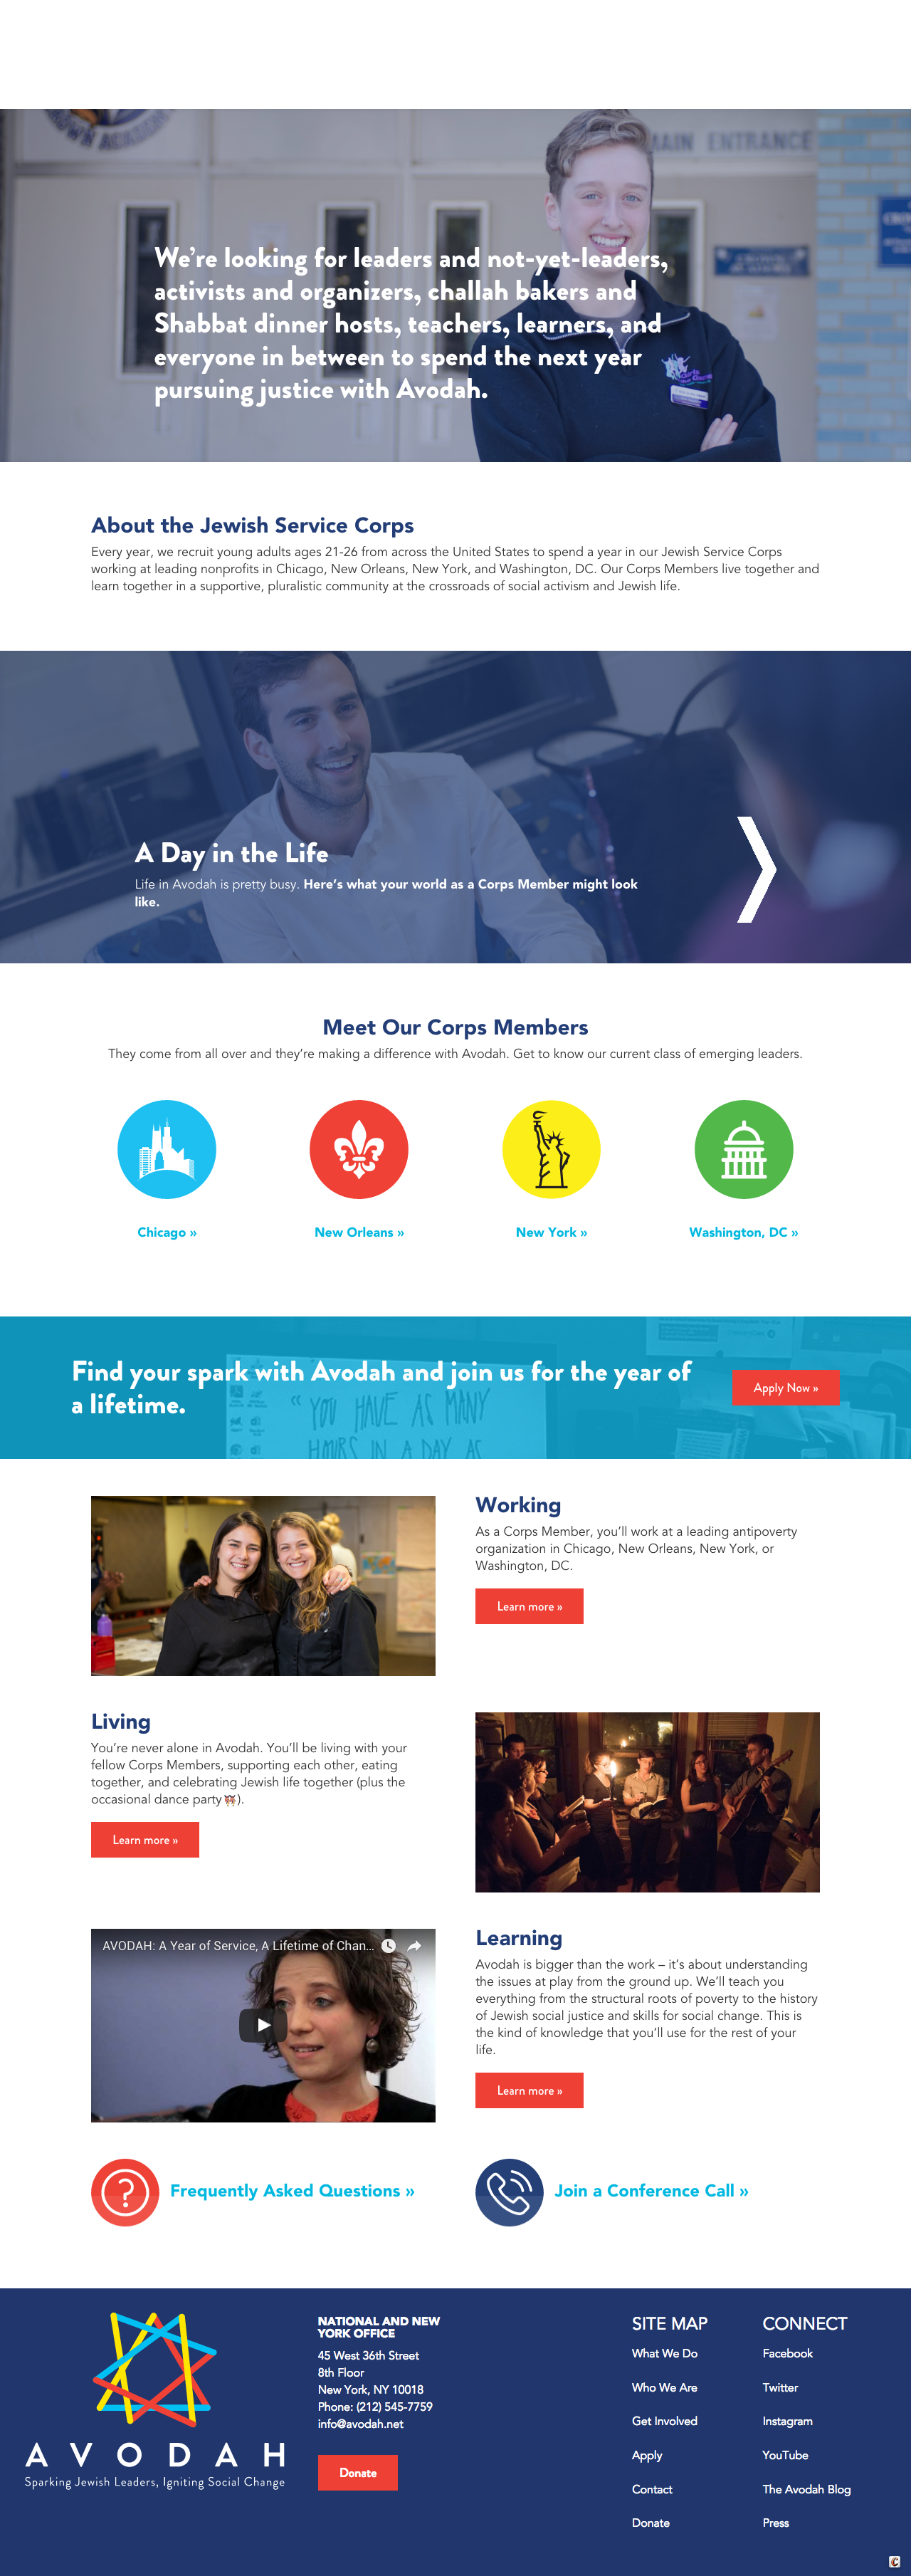 MAIN ENTRANCE
We’re looking for leaders and not-yet-leaders,
activists and organizers, challah bakers and
Shabbat dinner hosts, teachers, learners, and
everyone in between to spend the next year
pursuing justice with Avodah.
About the Jewish Service Corps
Every year, we recruit young adults ages 21-26 from across the United States to spend a year in our Jewish Service Corps
working at leading nonprofits in Chicago, New Orleans, New York, and Washington, DC. Our Corps Members live together and
learn together in a supportive, pluralistic community at the crossroads of social activism and Jewish life.
A Day in the Life
Life in Avodah is pretty busy. Here’s what your world as a Corps Member might look
like.
Meet Our Corps Members
They come from all over and they’re making a difference with Avodah. Get to know our current class of emerging leaders.
Chicago »
New Orleans »
New York »
Washington, DC »
Find your spark with Avodah and join us for the year of
a lifetime.
Apply Now »
“YOU HAVE AS MANY
HOURS IN A DAY AS
Working
As a Corps Member, you’ll work at a leading antipoverty
organization in Chicago, New Orleans, New York, or
Washington, DC.
Learn more »
Living
You’re never alone in Avodah. You’ll be living with your
fellow Corps Members, supporting each other, eating
together, and celebrating Jewish life together (plus the
occasional dance party 👯).
Learn more »
AVODAH: A Year of Service, A Lifetime of Chan...
Learning
Avodah is bigger than the work – it’s about understanding
the issues at play from the ground up. We’ll teach you
everything from the structural roots of poverty to the history
of Jewish social justice and skills for social change. This is
the kind of knowledge that you’ll use for the rest of your
life.
Learn more »
Frequently Asked Questions »
Join a Conference Call »
AVODAH
Sparking Jewish Leaders, Igniting Social Change
NATIONAL AND NEW
YORK OFFICE
45 West 36th Street
8th Floor
New York, NY 10018
Phone: (212) 545-7759
info@avodah.net
Donate
SITE MAP
What We Do
Who We Are
Get Involved
Apply
Contact
Donate
CONNECT
Facebook
Twitter
Instagram
YouTube
The Avodah Blog
Press